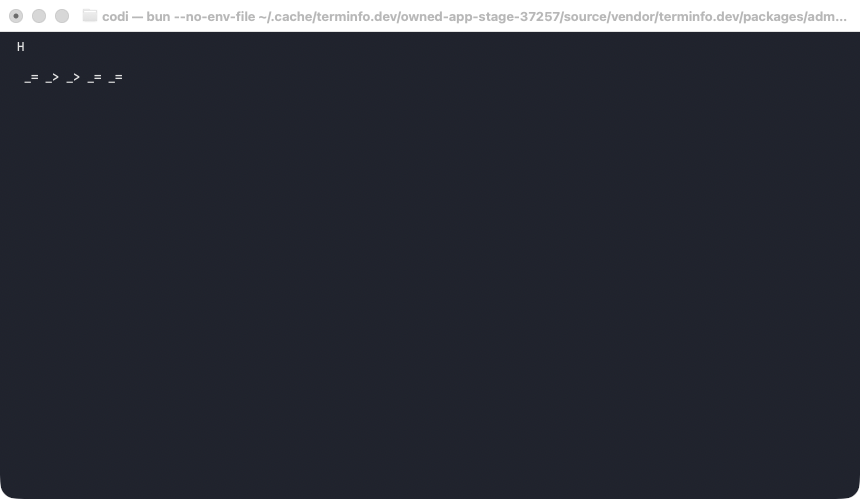 codi — bun --no-env-file ~/.cache/terminfo.dev/owned-app-stage-37257/source/vendor/terminfo.dev/packages/adm...
H
_= _> _> _= _=